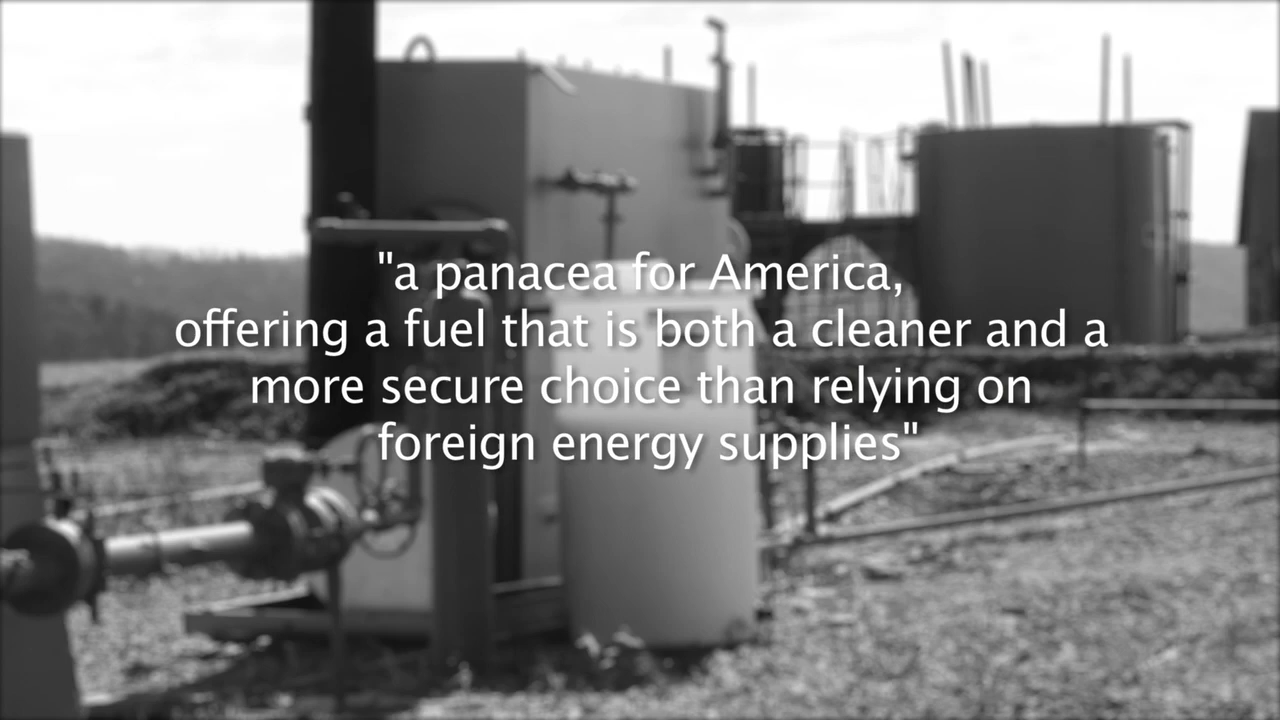 "a panacea for America,
offering a fuel that is both a cleaner and a
more secure choice than relying on
foreign energy supplies"